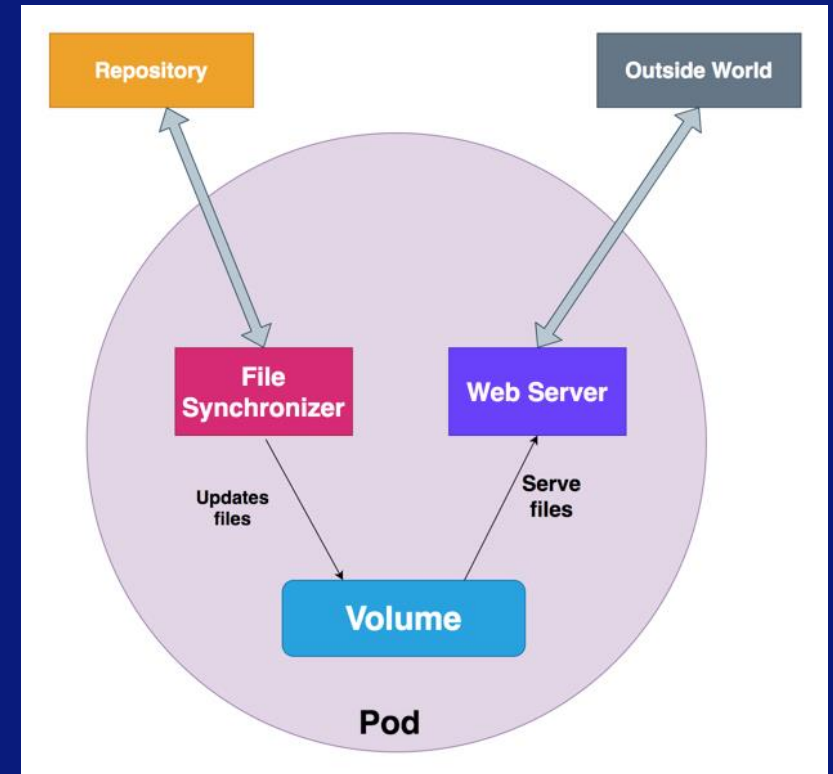 Repository
Outside World
File
Synchronizer
Web Server
Updates
files
Serve
files
Volume
Pod